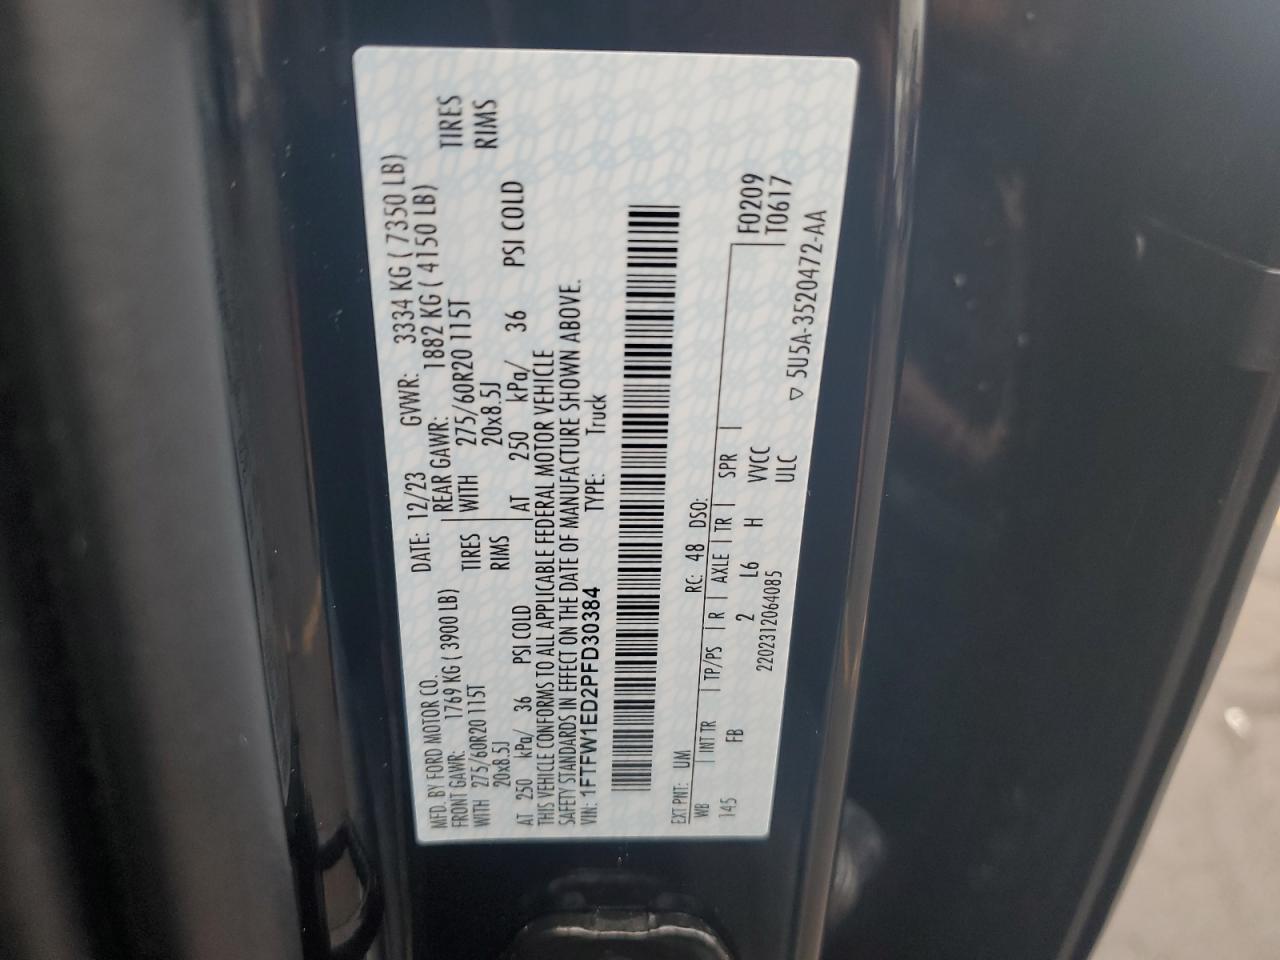 MFD. BY FORD MOTOR CO.
DATE: 12/23 GVWR: 3334 KG ( 7350 LB)
FRONT GAWR: 1769 KG ( 3900 LB) REAR GAWR: 1882 KG ( 4150 LB)
WITH 275/60R20 115T TIRES WITH 275/60R20 115T TIRES
20x8.5J RIMS 20x8.5J RIMS
AT 250 kPa/ 36 PSI COLD AT 250 kPa/ 36 PSI COLD
THIS VEHICLE CONFORMS TO ALL APPLICABLE FEDERAL MOTOR VEHICLE
SAFETY STANDARDS IN EFFECT ON THE DATE OF MANUFACTURE SHOWN ABOVE.
VIN: 1FTFW1ED2PFD30384 TYPE: Truck
EXT PNT: UM RC: 48 DSO: F0209
WB INT TR TP/PS R AXLE TR SPR T0617
145 FB 2 L6 H VVCC
2202312064085 ULC
▽ 5U5A-3520472-AA